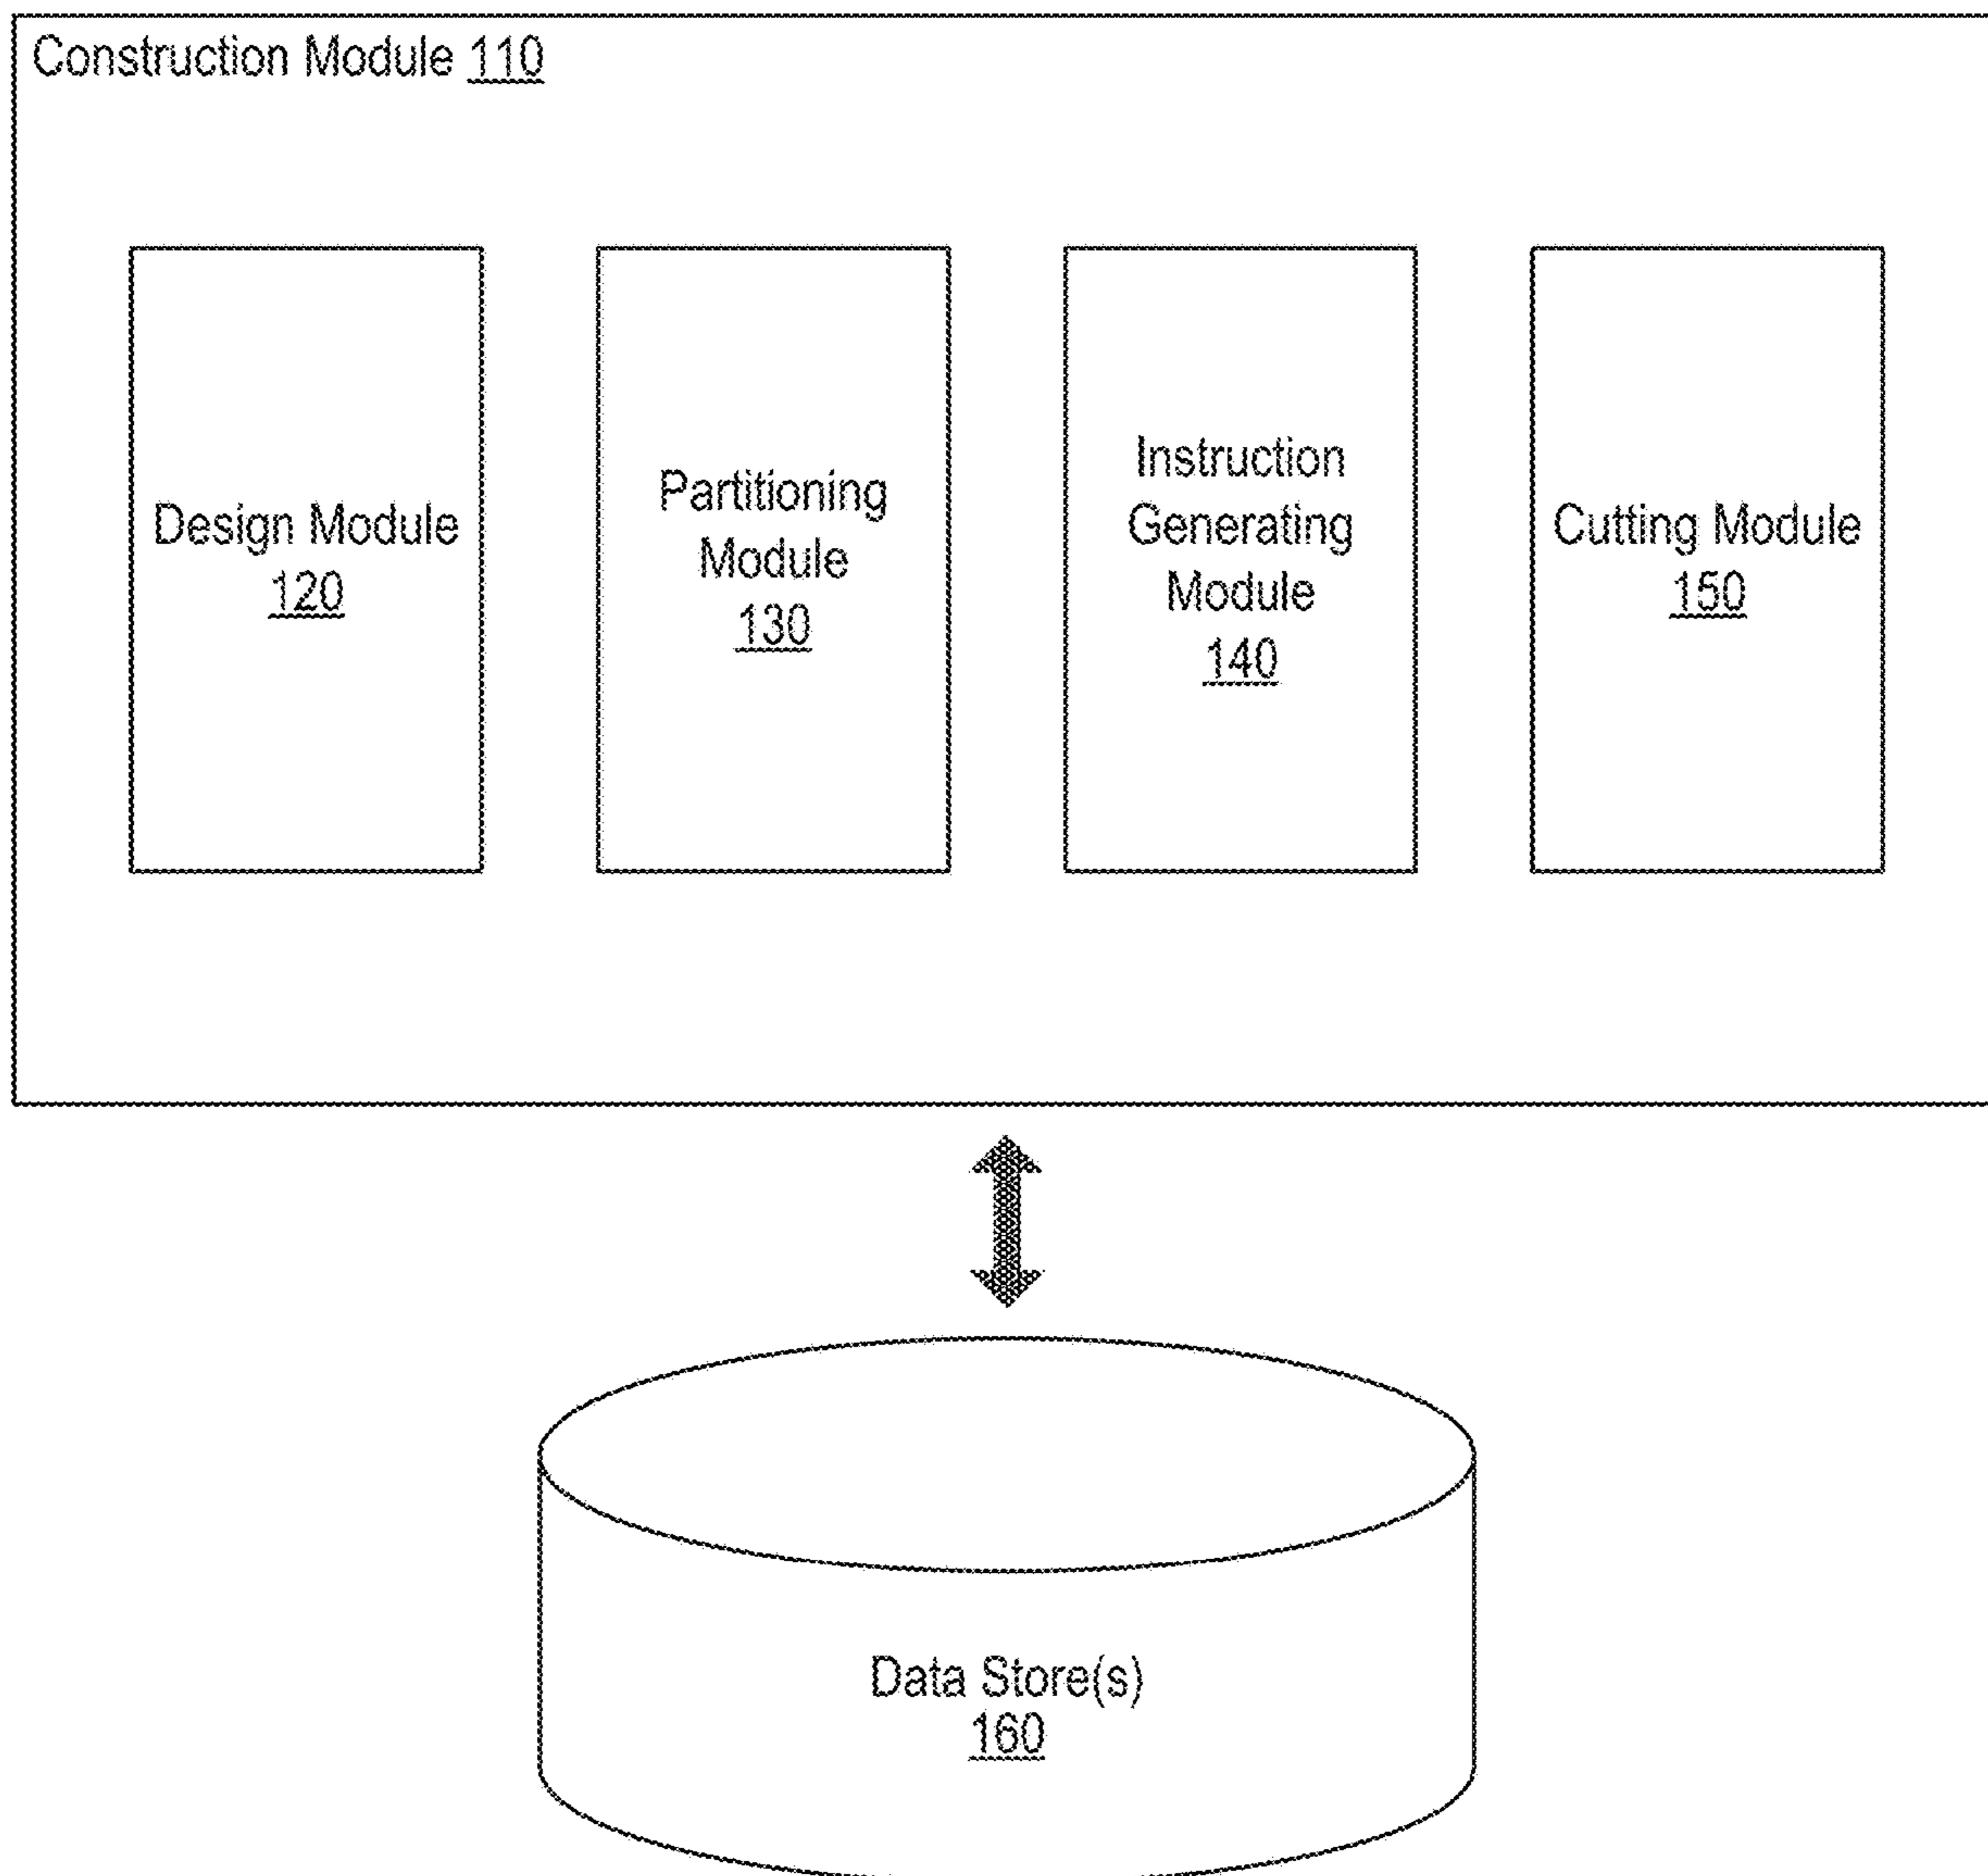 Construction Module 110
Design Module
120
Partitioning
Module
130
Instruction
Generating
Module
140
Cutting Module
150
Data Store(s)
160